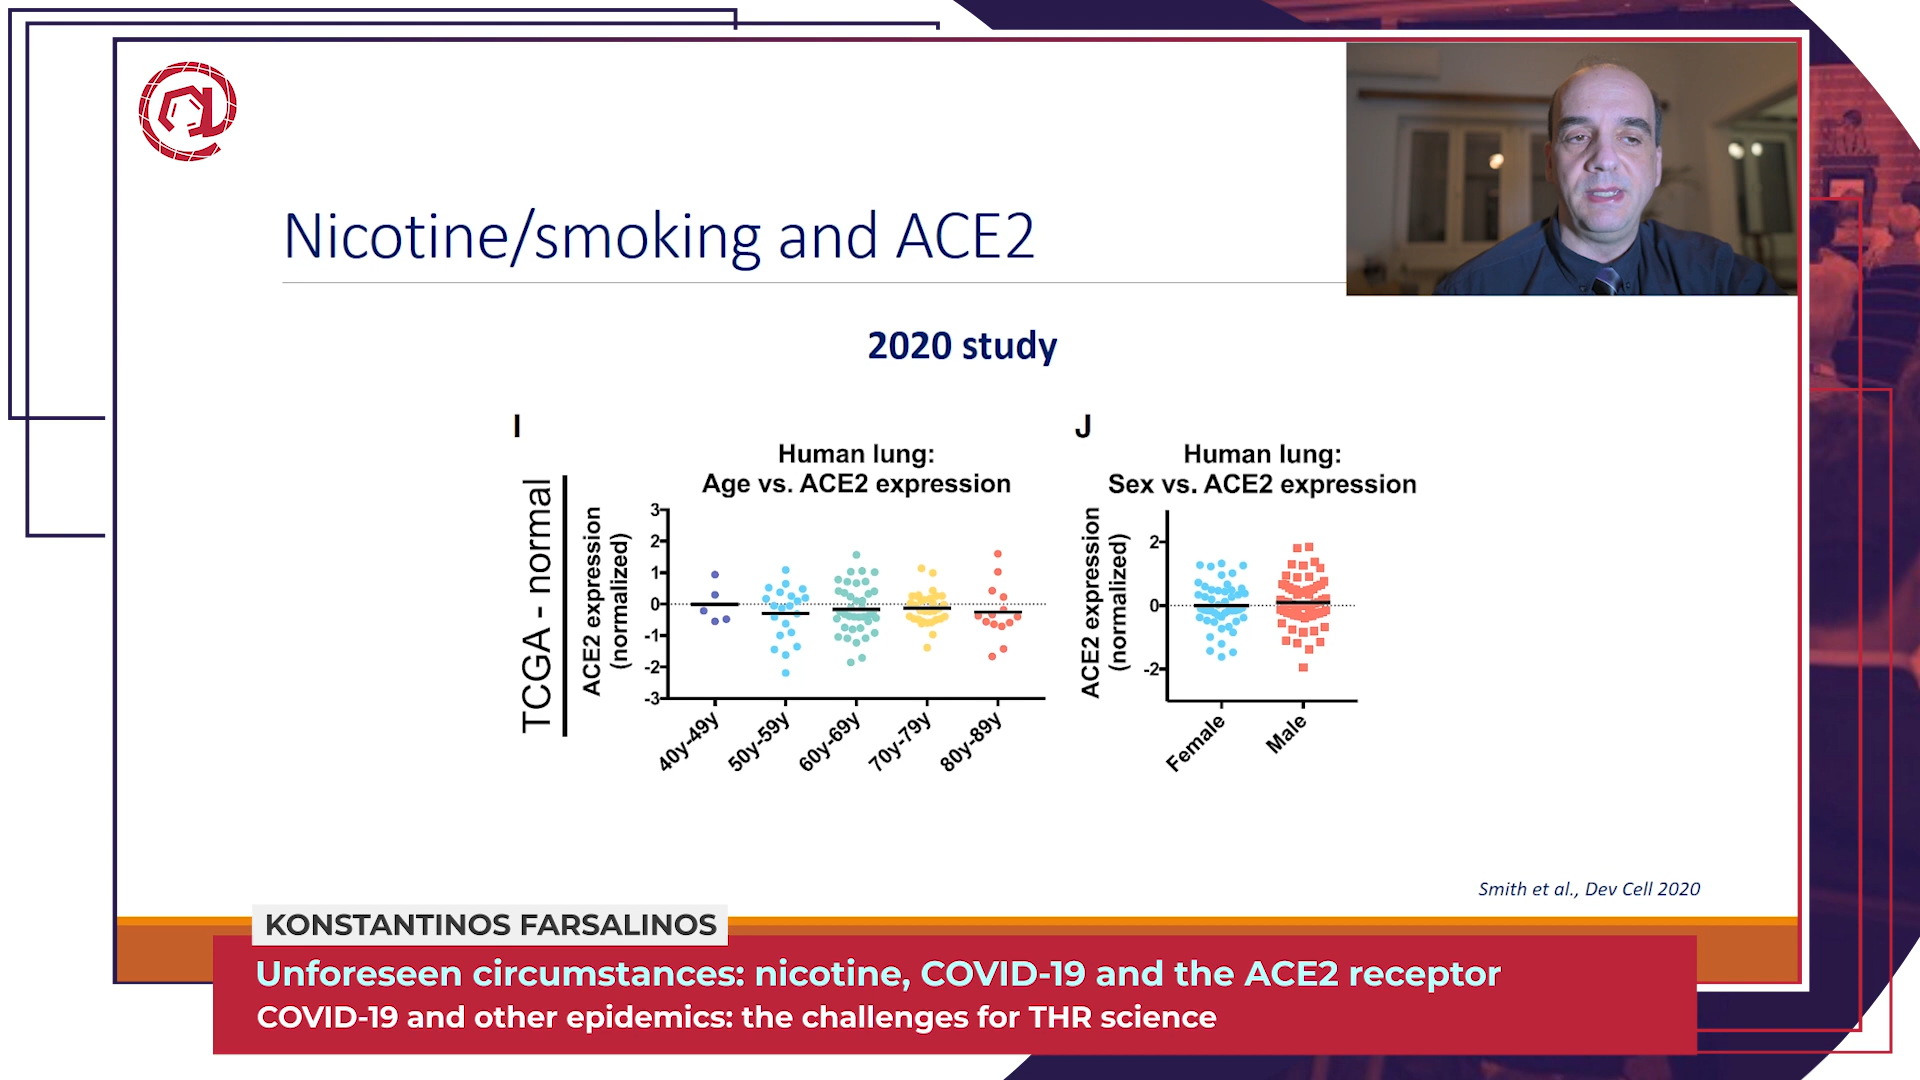 Nicotine/smoking and ACE2
2020 study
I
Human lung:
Age vs. ACE2 expression
TCGA - normal
ACE2 expression
(normalized)
3
2
1
0
-1
-2
-3
40y-49y
50y-59y
60y-69y
70y-79y
80y-89y
J
Human lung:
Sex vs. ACE2 expression
ACE2 expression
(normalized)
2
0
-2
Female
Male
Smith et al., Dev Cell 2020
KONSTANTINOS FARSALINOS
Unforeseen circumstances: nicotine, COVID-19 and the ACE2 receptor
COVID-19 and other epidemics: the challenges for THR science